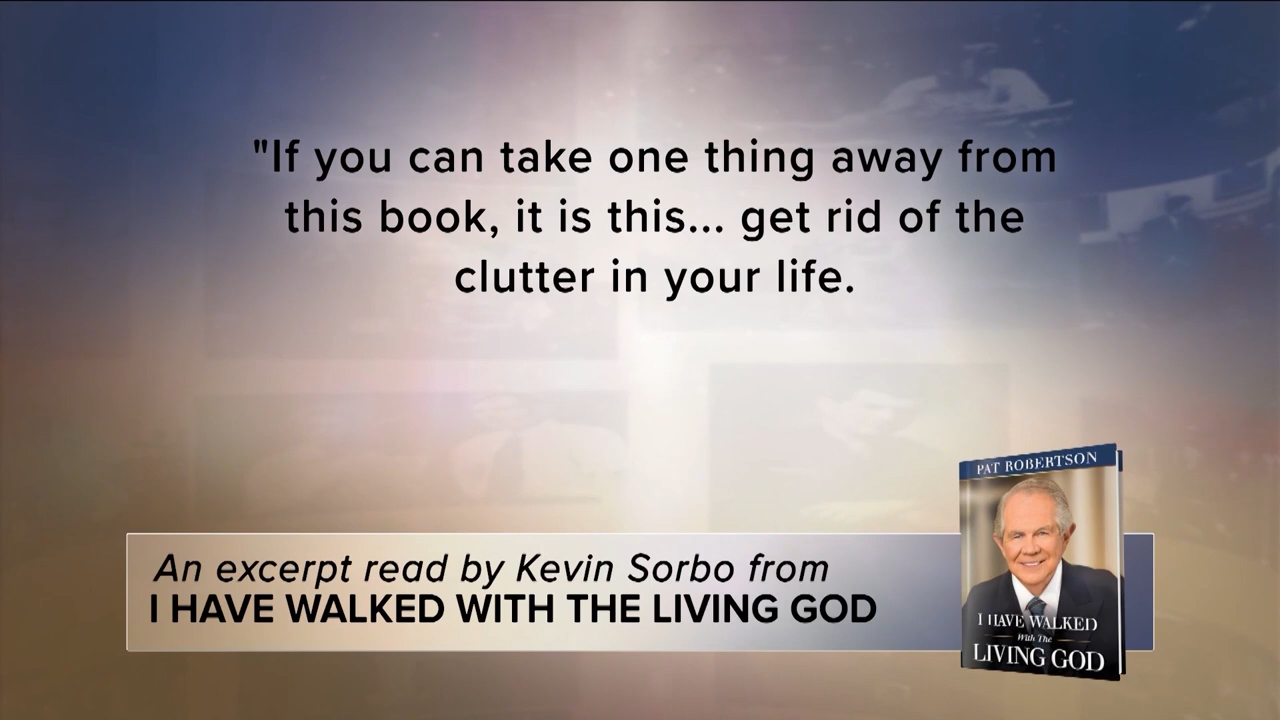 "If you can take one thing away from
this book, it is this... get rid of the
clutter in your life.
An excerpt read by Kevin Sorbo from
I HAVE WALKED WITH THE LIVING GOD
PAT ROBERTSON
I HAVE WALKED
With The
LIVING GOD